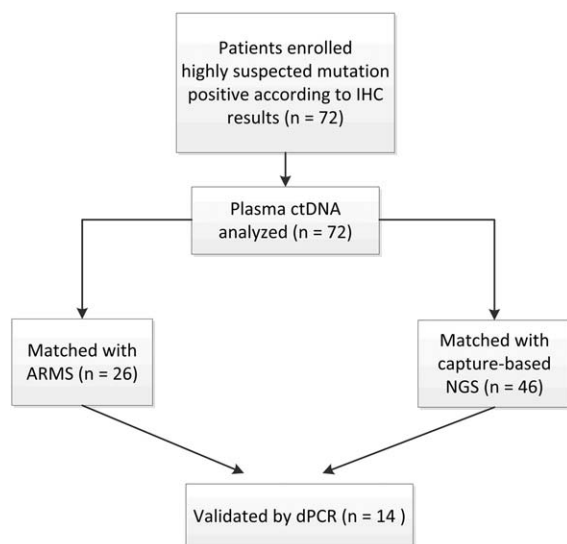 Patients enrolled
highly suspected mutation
positive according to IHC
results (n = 72)
Plasma ctDNA
analyzed (n = 72)
Matched with
ARMS (n = 26)
Matched with
capture-based
NGS (n = 46)
Validated by dPCR (n = 14 )